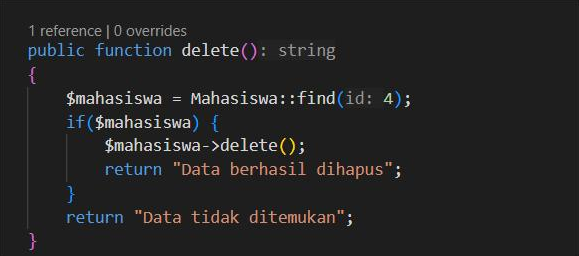 1 reference | 0 overrides
public function delete(): string
{
    $mahasiswa = Mahasiswa::find(id: 4);
    if($mahasiswa) {
        $mahasiswa->delete();
        return "Data berhasil dihapus";
    }
    return "Data tidak ditemukan";
}